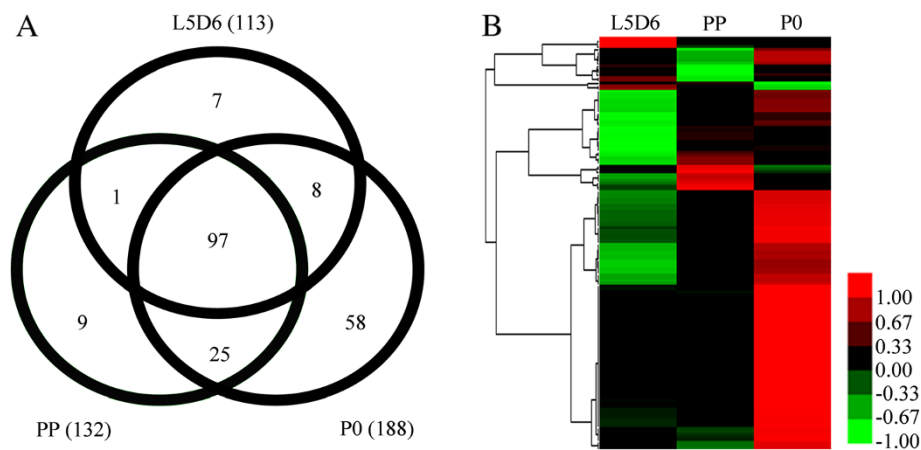 A
L5D6 (113)
7
1
8
97
9
58
25
PP (132)
P0 (188)
B
L5D6 PP P0
1.00
0.67
0.33
0.00
-0.33
-0.67
-1.00